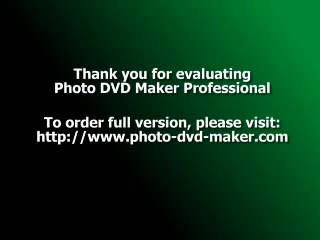 Thank you for evaluating
Photo DVD Maker Professional
To order full version, please visit:
http://www.photo-dvd-maker.com